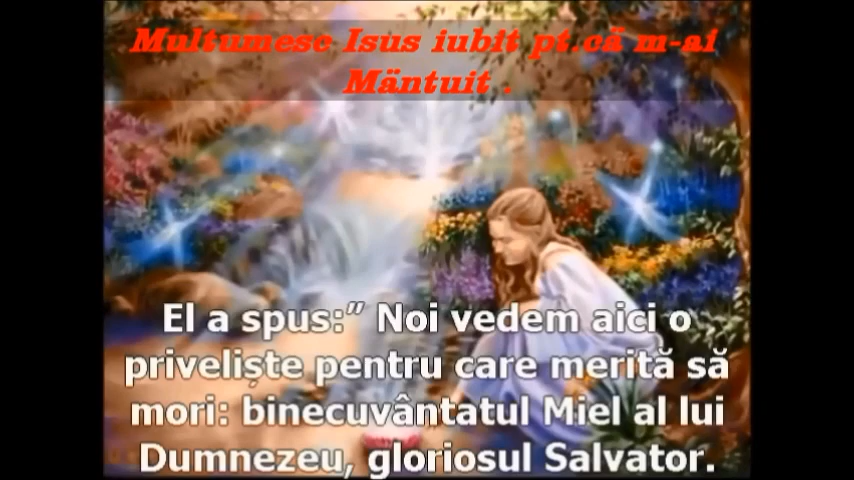 Multumesc Isus iubit pt.că m-ai
Măntuit .
El a spus:” Noi vedem aici o
priveliște pentru care merită să
mori: binecuvântatul Miel al lui
Dumnezeu, gloriosul Salvator.